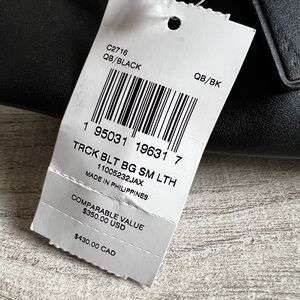 C2716
QB/BLACK
QB/BK
1 95031 19631 7
TRCK BLT BG SM LTH
11005232JAX
MADE IN PHILIPPINES
COMPARABLE VALUE
$350.00 USD
$430.00 CAD